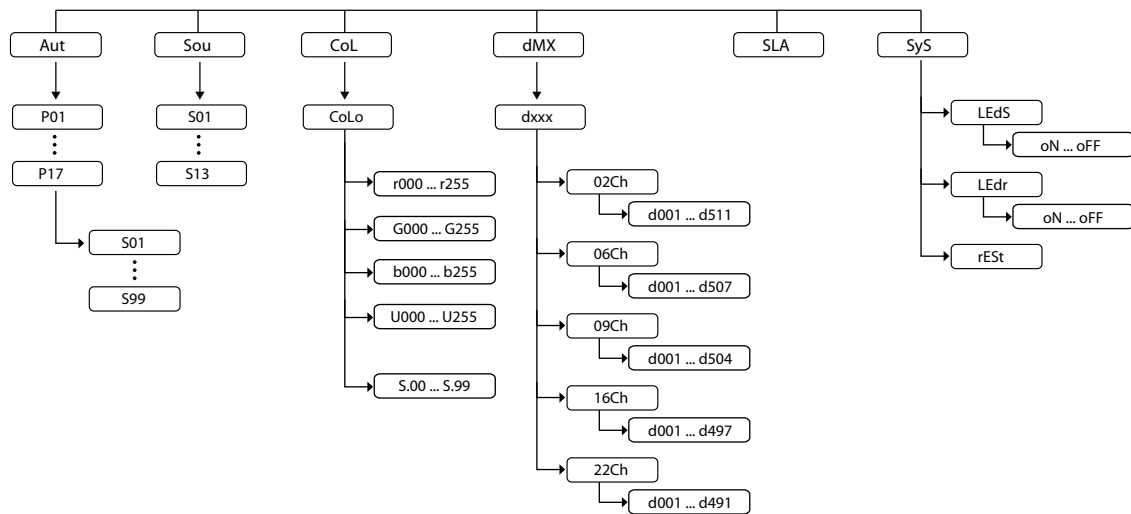 Aut
Sou
CoL
dMX
SLA
SyS
P01
S01
CoLo
dxxx
LEdS
oN ... oFF
P17
S13
r000 ... r255
02Ch
LEdr
d001 ... d511
oN ... oFF
G000 ... G255
S01
06Ch
rESt
b000 ... b255
d001 ... d507
S99
U000 ... U255
09Ch
d001 ... d504
S.00 ... S.99
16Ch
d001 ... d497
22Ch
d001 ... d491